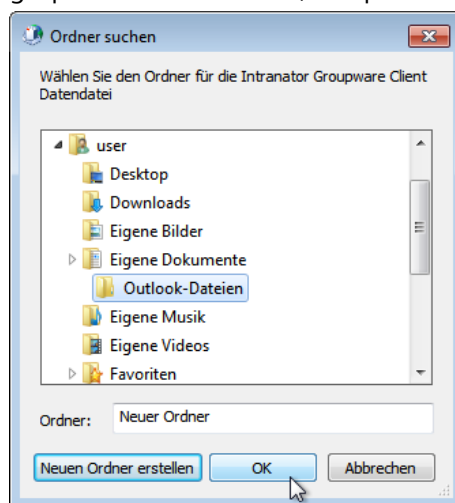 Ordner suchen
Wählen Sie den Ordner für die Intranator Groupware Client
Datendatei
user
Desktop
Downloads
Eigene Bilder
Eigene Dokumente
Outlook-Dateien
Eigene Musik
Eigene Videos
Favoriten
Ordner: Neuer Ordner
Neuen Ordner erstellen OK Abbrechen